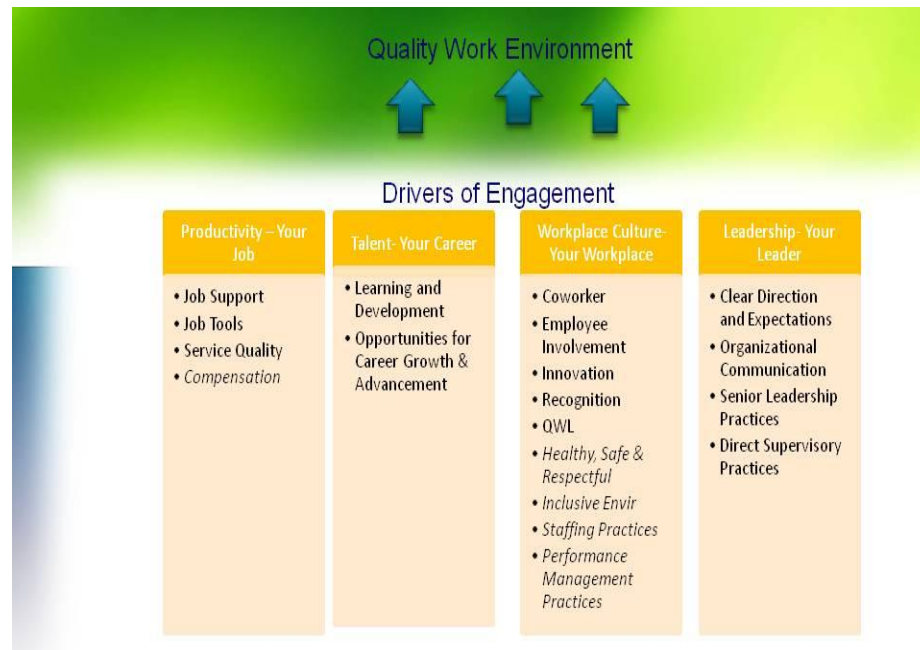 Quality Work Environment
Drivers of Engagement
Productivity – Your
Job
• Job Support
• Job Tools
• Service Quality
• Compensation
Talent- Your Career
• Learning and
Development
• Opportunities for
Career Growth &
Advancement
Workplace Culture-
Your Workplace
• Coworker
• Employee
Involvement
• Innovation
• Recognition
• QWL
• Healthy, Safe &
Respectful
• Inclusive Envir
• Staffing Practices
• Performance
Management
Practices
Leadership- Your
Leader
• Clear Direction
and Expectations
• Organizational
Communication
• Senior Leadership
Practices
• Direct Supervisory
Practices